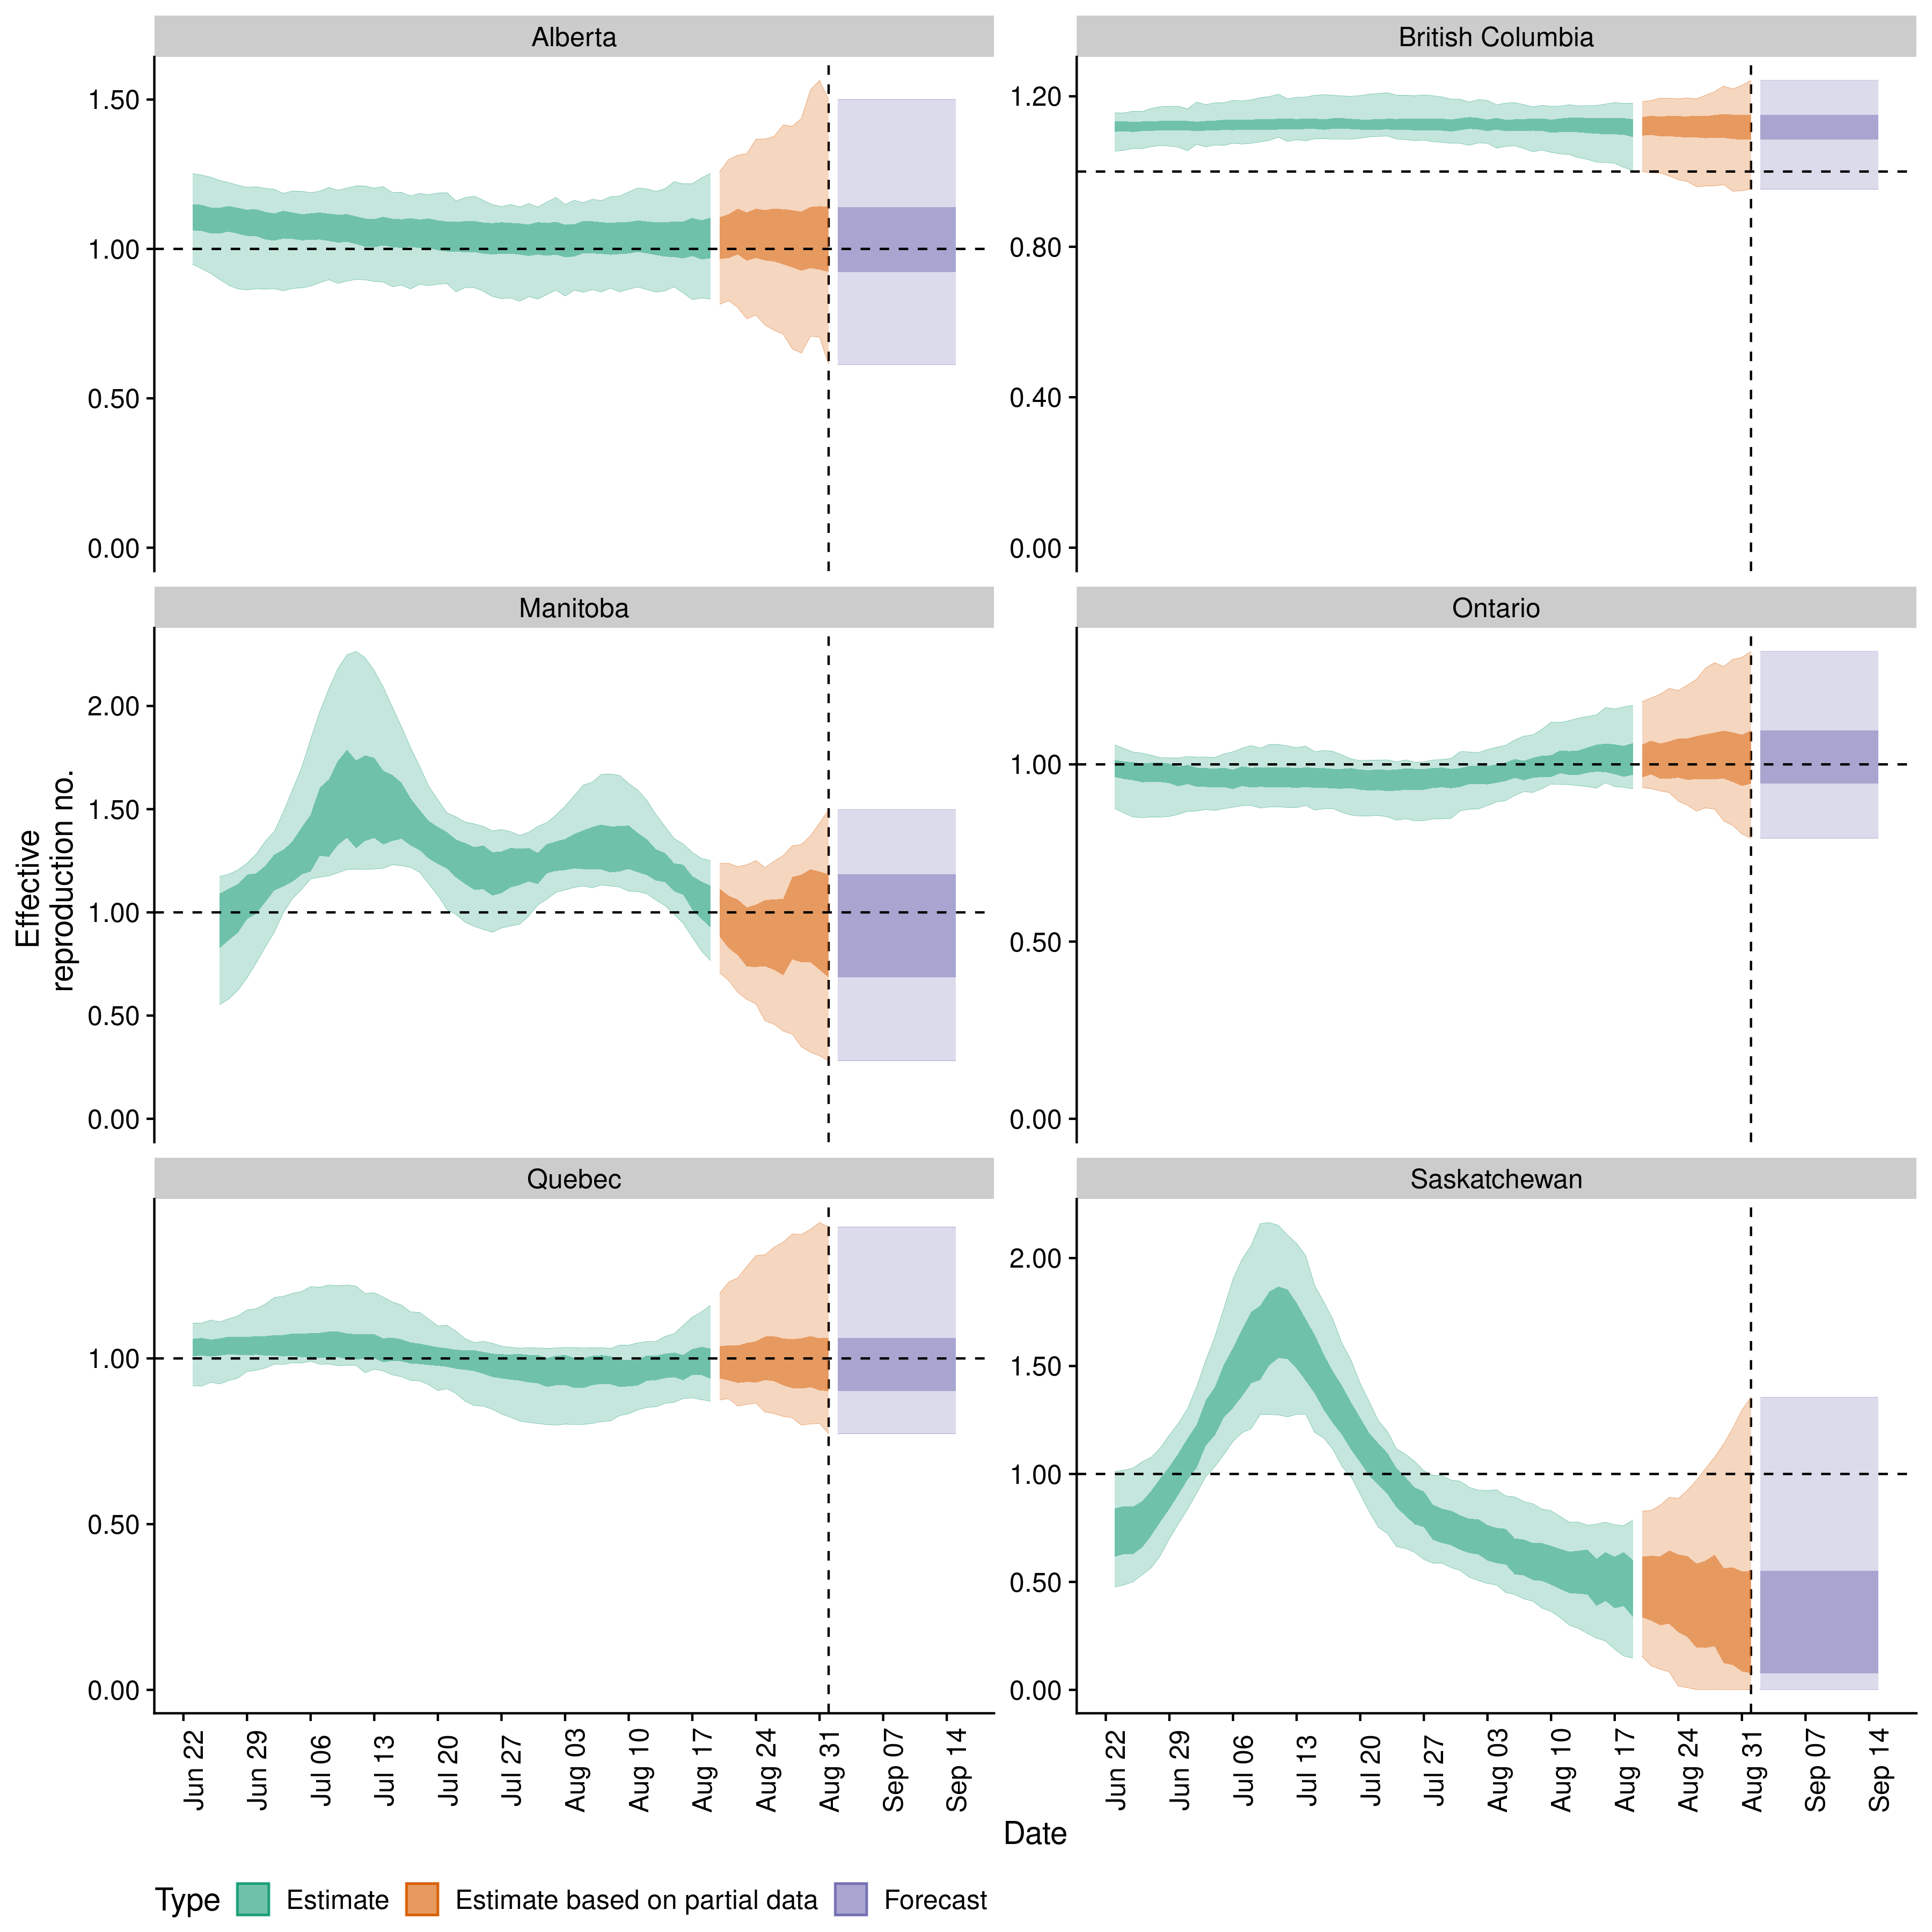 Alberta
British Columbia
1.50
1.00
0.50
0.00
1.20
0.80
0.40
0.00
Manitoba
Ontario
2.00
1.50
1.00
0.50
0.00
1.00
0.50
0.00
Effective
reproduction no.
Quebec
Saskatchewan
1.00
0.50
0.00
2.00
1.50
1.00
0.50
0.00
Jun 22
Jun 29
Jul 06
Jul 13
Jul 20
Jul 27
Aug 03
Aug 10
Aug 17
Aug 24
Aug 31
Sep 07
Sep 14
Jun 22
Jun 29
Jul 06
Jul 13
Jul 20
Jul 27
Aug 03
Aug 10
Aug 17
Aug 24
Aug 31
Sep 07
Sep 14
Date
Type Estimate Estimate based on partial data Forecast